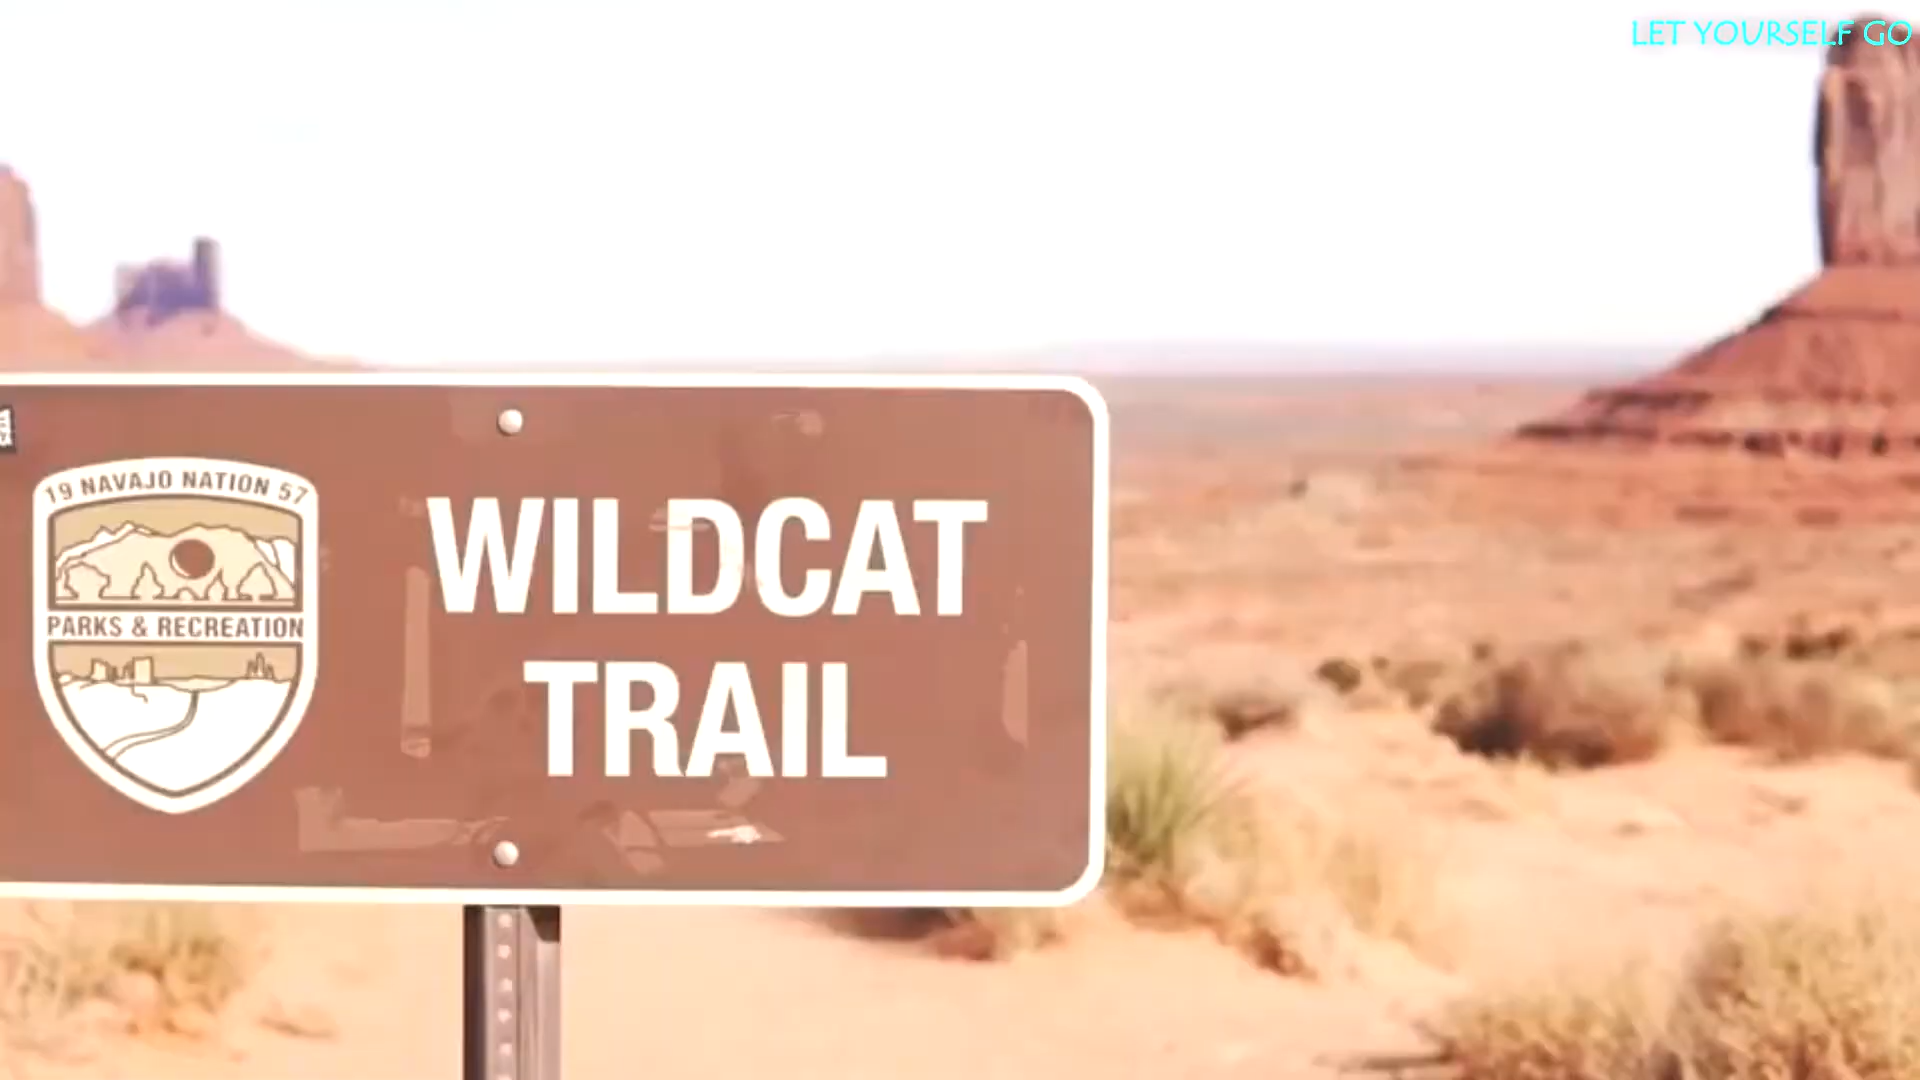 LET YOURSELF GO
19 NAVAJO NATION 57
PARKS & RECREATION
WILDCAT
TRAIL